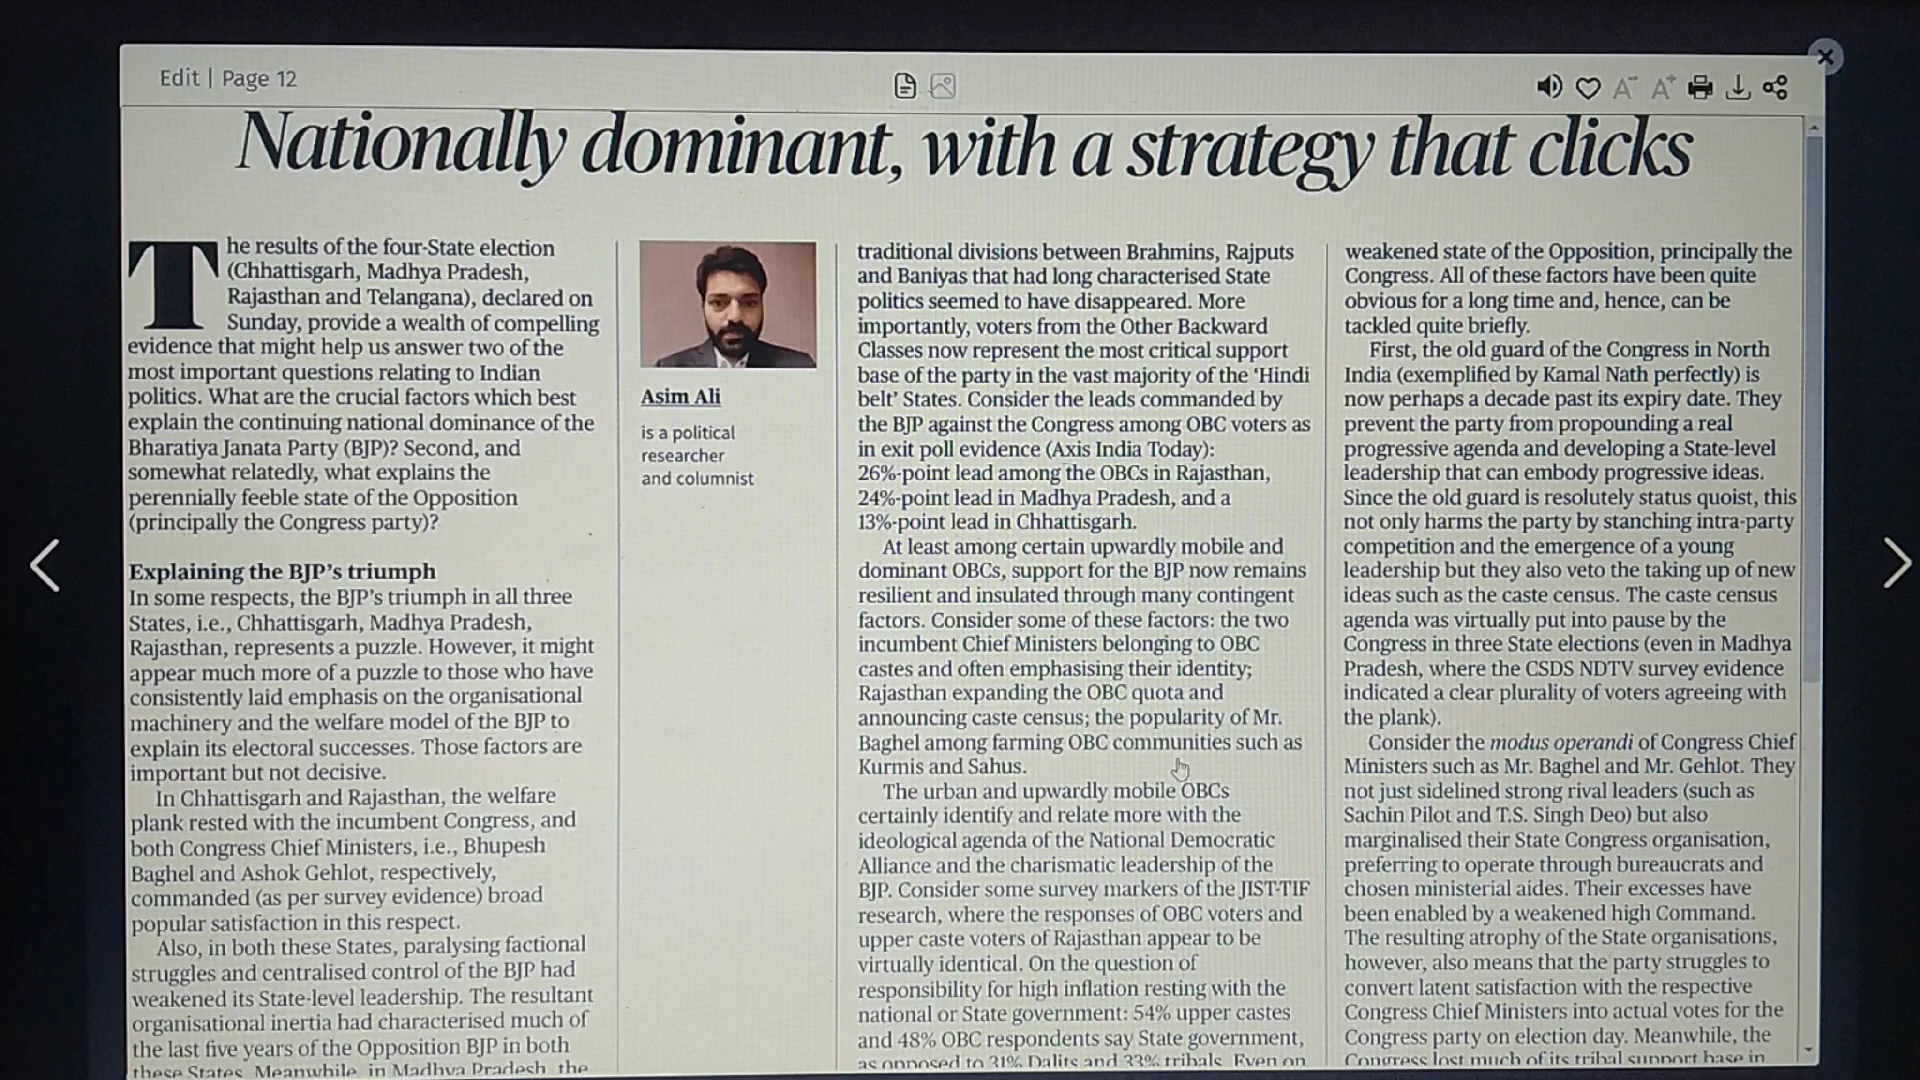 Edit | Page 12
A-
A+
Nationally dominant, with a strategy that clicks
The results of the four-State election
(Chhattisgarh, Madhya Pradesh,
Rajasthan and Telangana), declared on
Sunday, provide a wealth of compelling
evidence that might help us answer two of the
most important questions relating to Indian
politics. What are the crucial factors which best
explain the continuing national dominance of the
Bharatiya Janata Party (BJP)? Second, and
somewhat relatedly, what explains the
perennially feeble state of the Opposition
(principally the Congress party)?
Explaining the BJP's triumph
In some respects, the BJP's triumph in all three
States, i.e., Chhattisgarh, Madhya Pradesh,
Rajasthan, represents a puzzle. However, it might
appear much more of a puzzle to those who have
consistently laid emphasis on the organisational
machinery and the welfare model of the BJP to
explain its electoral successes. Those factors are
important but not decisive.
In Chhattisgarh and Rajasthan, the welfare
plank rested with the incumbent Congress, and
both Congress Chief Ministers, i.e., Bhupesh
Baghel and Ashok Gehlot, respectively,
commanded (as per survey evidence) broad
popular satisfaction in this respect.
Also, in both these States, paralysing factional
struggles and centralised control of the BJP had
weakened its State-level leadership. The resultant
organisational inertia had characterised much of
the last five years of the Opposition BJP in both
these States. Meanwhile, in Madhya Pradesh, the
Asim Ali
is a political
researcher
and columnist
traditional divisions between Brahmins, Rajputs
and Baniyas that had long characterised State
politics seemed to have disappeared. More
importantly, voters from the Other Backward
Classes now represent the most critical support
base of the party in the vast majority of the 'Hindi
belt' States. Consider the leads commanded by
the BJP against the Congress among OBC voters as
in exit poll evidence (Axis India Today):
26%-point lead among the OBCs in Rajasthan,
24%-point lead in Madhya Pradesh, and a
13%-point lead in Chhattisgarh.
At least among certain upwardly mobile and
dominant OBCs, support for the BJP now remains
resilient and insulated through many contingent
factors. Consider some of these factors: the two
incumbent Chief Ministers belonging to OBC
castes and often emphasising their identity;
Rajasthan expanding the OBC quota and
announcing caste census; the popularity of Mr.
Baghel among farming OBC communities such as
Kurmis and Sahus.
The urban and upwardly mobile OBCs
certainly identify and relate more with the
ideological agenda of the National Democratic
Alliance and the charismatic leadership of the
BJP. Consider some survey markers of the JIST-TIF
research, where the responses of OBC voters and
upper caste voters of Rajasthan appear to be
virtually identical. On the question of
responsibility for high inflation resting with the
national or State government: 54% upper castes
and 48% OBC respondents say State government,
as opposed to 31% Dalits and 33% tribals. Even on
weakened state of the Opposition, principally the
Congress. All of these factors have been quite
obvious for a long time and, hence, can be
tackled quite briefly.
First, the old guard of the Congress in North
India (exemplified by Kamal Nath perfectly) is
now perhaps a decade past its expiry date. They
prevent the party from propounding a real
progressive agenda and developing a State-level
leadership that can embody progressive ideas.
Since the old guard is resolutely status quoist, this
not only harms the party by stanching intra-party
competition and the emergence of a young
leadership but they also veto the taking up of new
ideas such as the caste census. The caste census
agenda was virtually put into pause by the
Congress in three State elections (even in Madhya
Pradesh, where the CSDS NDTV survey evidence
indicated a clear plurality of voters agreeing with
the plank).
Consider the modus operandi of Congress Chief
Ministers such as Mr. Baghel and Mr. Gehlot. They
not just sidelined strong rival leaders (such as
Sachin Pilot and T.S. Singh Deo) but also
marginalised their State Congress organisation,
preferring to operate through bureaucrats and
chosen ministerial aides. Their excesses have
been enabled by a weakened high Command.
The resulting atrophy of the State organisations,
however, also means that the party struggles to
convert latent satisfaction with the respective
Congress Chief Ministers into actual votes for the
Congress party on election day. Meanwhile, the
Congress lost much of its tribal support base in